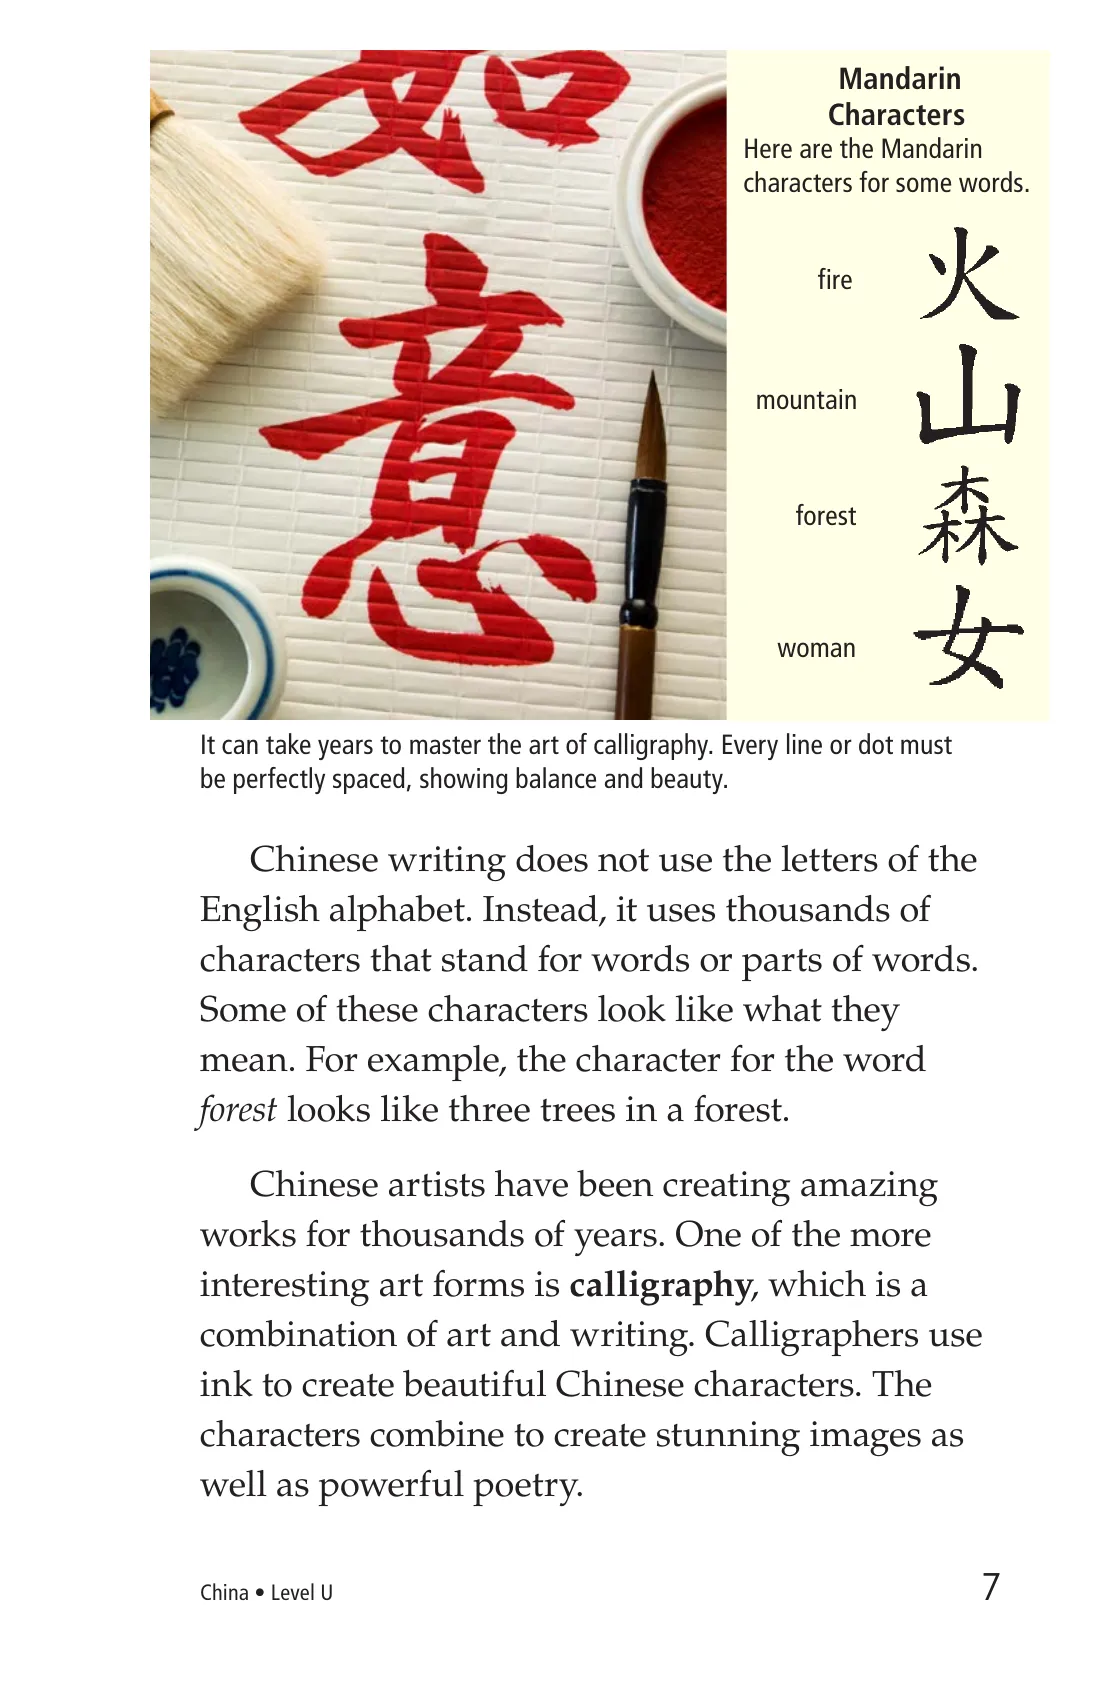 如
意
Mandarin
Characters
Here are the Mandarin
characters for some words.
fire 火
mountain 山
forest 森
woman 女
It can take years to master the art of calligraphy. Every line or dot must
be perfectly spaced, showing balance and beauty.
Chinese writing does not use the letters of the
English alphabet. Instead, it uses thousands of
characters that stand for words or parts of words.
Some of these characters look like what they
mean. For example, the character for the word
forest looks like three trees in a forest.
Chinese artists have been creating amazing
works for thousands of years. One of the more
interesting art forms is calligraphy, which is a
combination of art and writing. Calligraphers use
ink to create beautiful Chinese characters. The
characters combine to create stunning images as
well as powerful poetry.
China • Level U 7